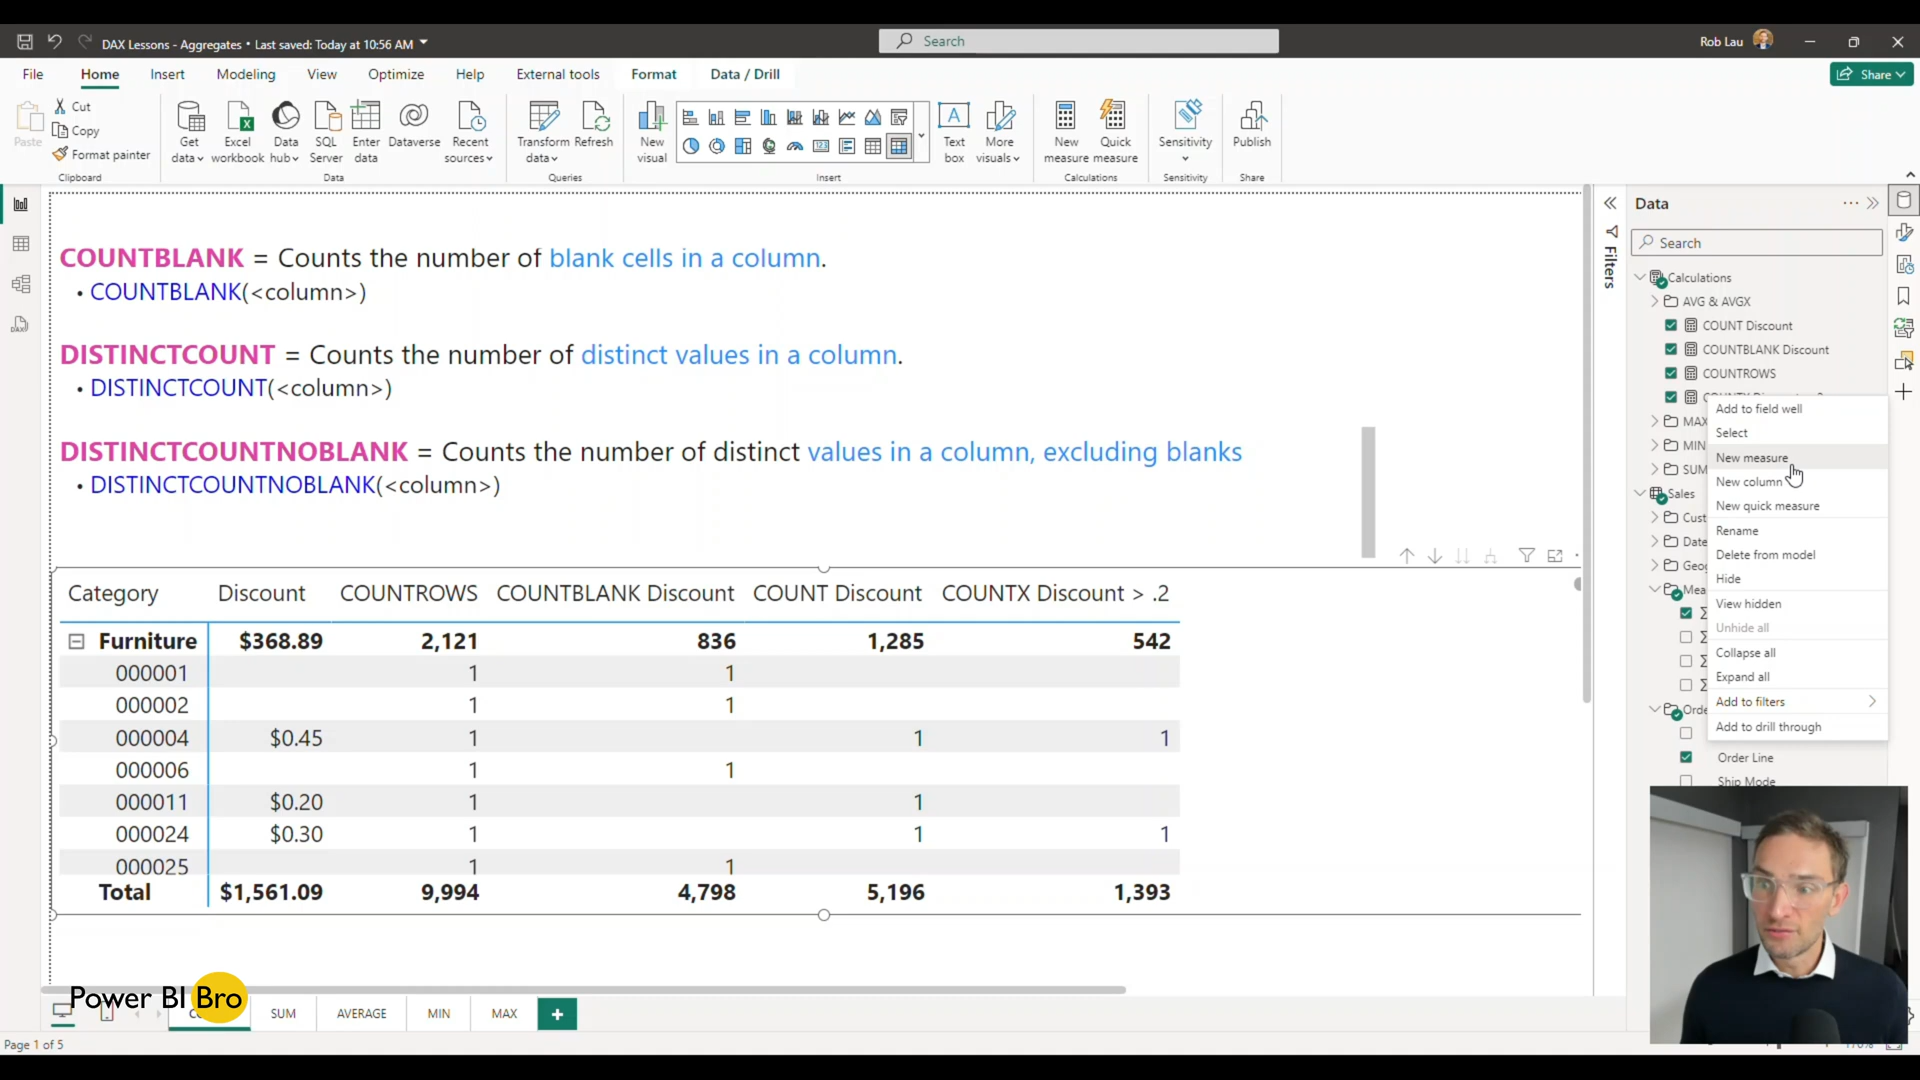 DAX Lessons - Aggregates • Last saved: Today at 10:56 AM
Search
Rob Lau
File Home Insert Modeling View Optimize Help External tools Format Data / Drill
Share
Paste
Cut
Copy
Format painter
Clipboard
Get data
Excel workbook
Data hub
SQL Server
Enter data
Dataverse
Recent sources
Data
Transform data
Refresh
Queries
New visual
Text box
More visuals
Insert
New measure
Quick measure
Calculations
Sensitivity
Sensitivity
Publish
Share
COUNTBLANK = Counts the number of blank cells in a column.
• COUNTBLANK(<column>)
DISTINCTCOUNT = Counts the number of distinct values in a column.
• DISTINCTCOUNT(<column>)
DISTINCTCOUNTNOBLANK = Counts the number of distinct values in a column, excluding blanks
• DISTINCTCOUNTNOBLANK(<column>)
Category Discount COUNTROWS COUNTBLANK Discount COUNT Discount COUNTX Discount > .2
Furniture $368.89 2,121 836 1,285 542
000001 1 1
000002 1 1
000004 $0.45 1 1 1
000006 1 1
000011 $0.20 1 1
000024 $0.30 1 1 1
000025 1 1
Total $1,561.09 9,994 4,798 5,196 1,393
Filters
Data
Search
Calculations
AVG & AVGX
COUNT Discount
COUNTBLANK Discount
COUNTROWS
MAX
MIN
SUM
Sales
Cust
Date
Geog
Mea
Orde
Order Line
Ship Mode
Add to field well
Select
New measure
New column
New quick measure
Rename
Delete from model
Hide
View hidden
Unhide all
Collapse all
Expand all
Add to filters
Add to drill through
Power BI Bro
SUM AVERAGE MIN MAX
Page 1 of 5